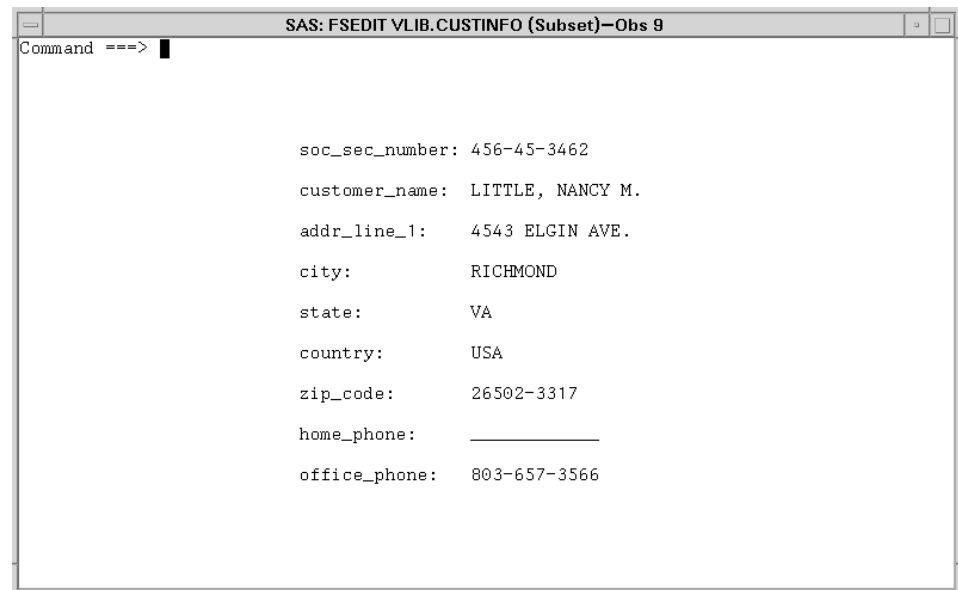 SAS: FSEDIT VLIB.CUSTINFO (Subset)—Obs 9
Command ===>
soc_sec_number: 456-45-3462
customer_name: LITTLE, NANCY M.
addr_line_1: 4543 ELGIN AVE.
city: RICHMOND
state: VA
country: USA
zip_code: 26502-3317
home_phone: ____________
office_phone: 803-657-3566